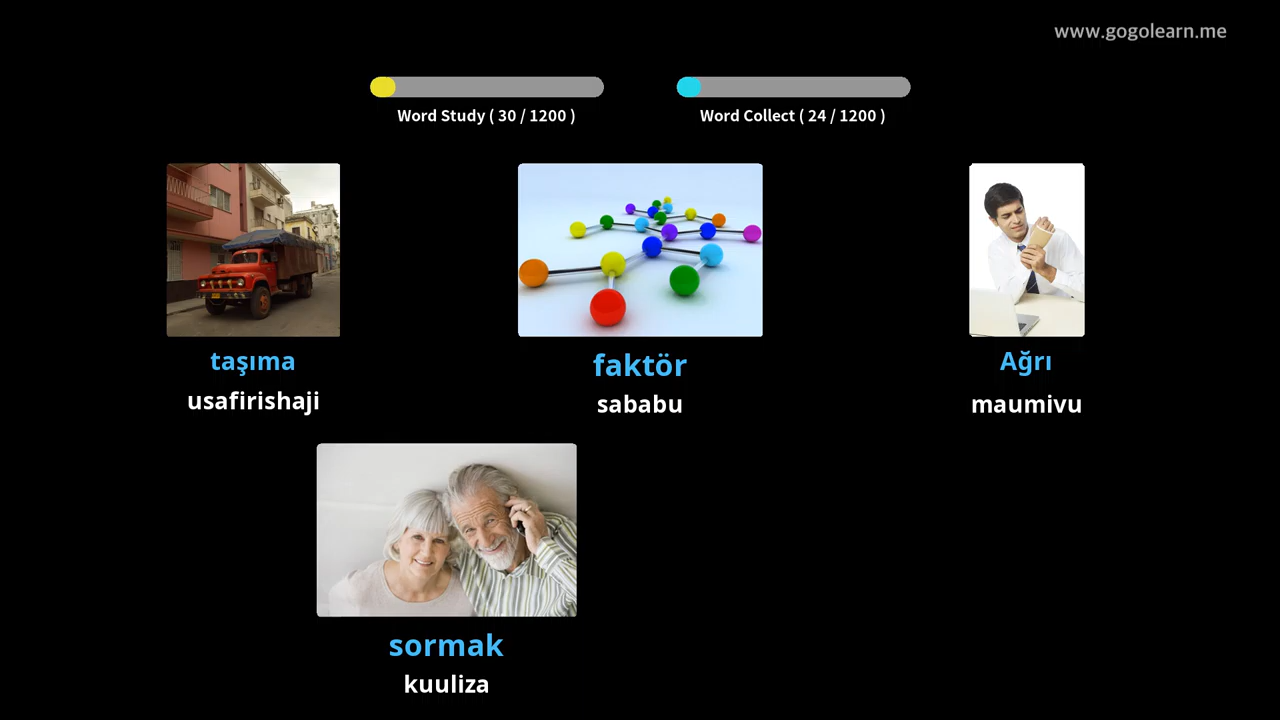 www.gogolearn.me
Word Study ( 30 / 1200 )
Word Collect ( 24 / 1200 )
taşıma
usafirishaji
faktör
sababu
Ağrı
maumivu
sormak
kuuliza